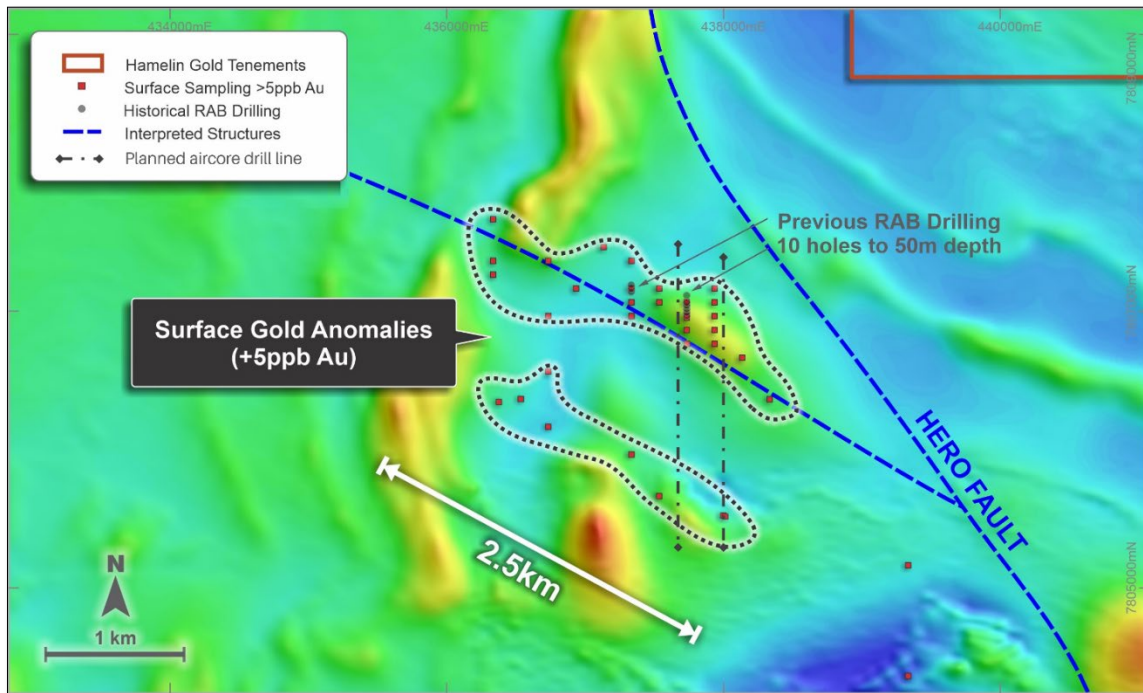 434000mE
436000mE
438000mE
440000mE
7809000mN
Hamelin Gold Tenements
Surface Sampling >5ppb Au
Historical RAB Drilling
Interpreted Structures
Planned aircore drill line
Previous RAB Drilling
10 holes to 50m depth
7807000mN
Surface Gold Anomalies
(+5ppb Au)
HERO FAULT
2.5km
N
1 km
7805000mN